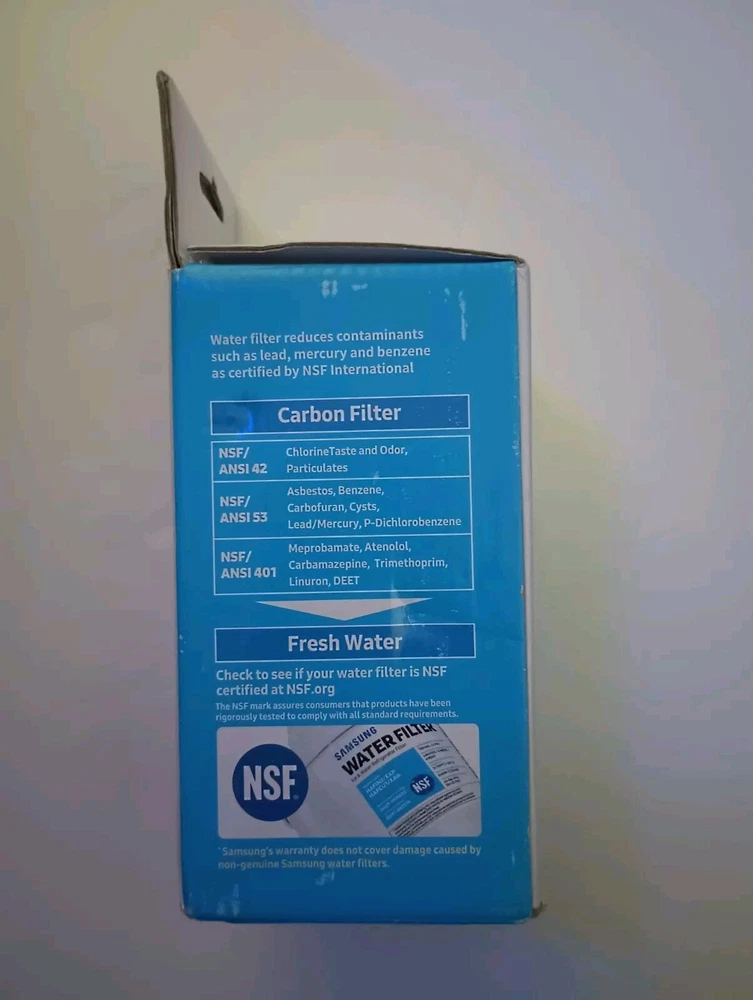 Water filter reduces contaminants
such as lead, mercury and benzene
as certified by NSF International
Carbon Filter
NSF/
ANSI 42
ChlorineTaste and Odor,
Particulates
NSF/
ANSI 53
Asbestos, Benzene,
Carbofuran, Cysts,
Lead/Mercury, P-Dichlorobenzene
NSF/
ANSI 401
Meprobamate, Atenolol,
Carbamazepine, Trimethoprim,
Linuron, DEET
Fresh Water
Check to see if your water filter is NSF
certified at NSF.org
The NSF mark assures consumers that products have been
rigorously tested to comply with all standard requirements.
NSF
SAMSUNG
WATER FILTER
NSF
*Samsung's warranty does not cover damage caused by
non-genuine Samsung water filters.